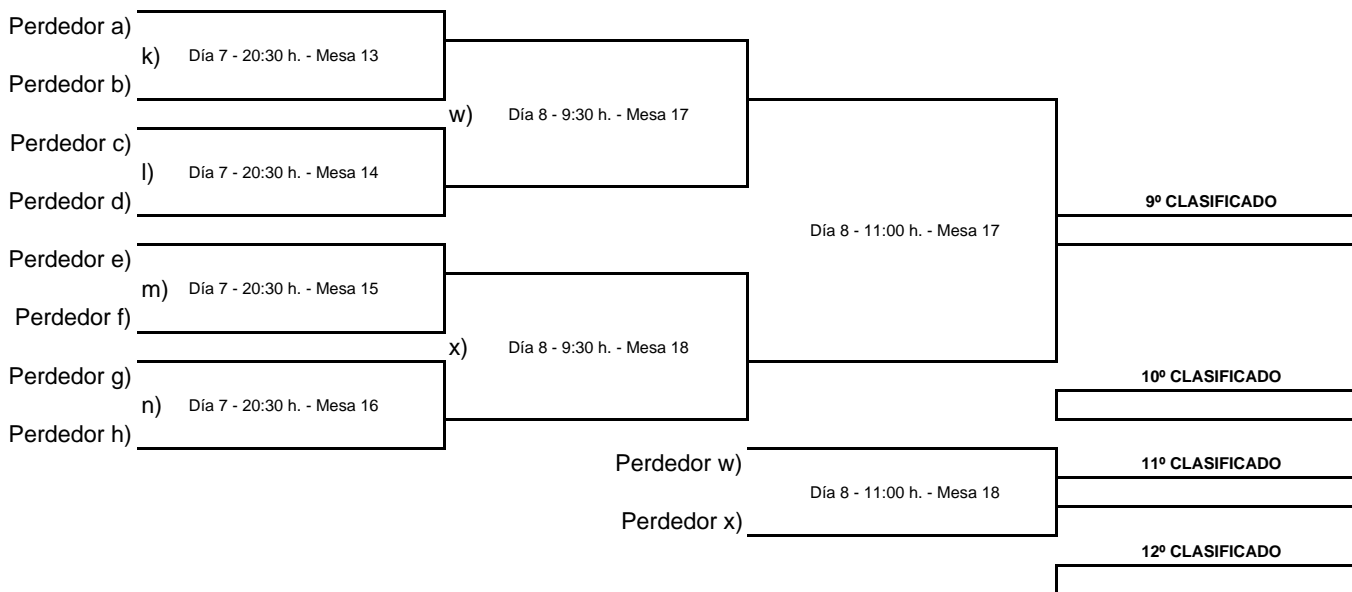 Perdedor a)
k) Día 7 - 20:30 h. - Mesa 13
Perdedor b)
w) Día 8 - 9:30 h. - Mesa 17
Perdedor c)
l) Día 7 - 20:30 h. - Mesa 14
Perdedor d)
9º CLASIFICADO
Día 8 - 11:00 h. - Mesa 17
Perdedor e)
m) Día 7 - 20:30 h. - Mesa 15
Perdedor f)
x) Día 8 - 9:30 h. - Mesa 18
Perdedor g)
10º CLASIFICADO
n) Día 7 - 20:30 h. - Mesa 16
Perdedor h)
Perdedor w)
11º CLASIFICADO
Día 8 - 11:00 h. - Mesa 18
Perdedor x)
12º CLASIFICADO